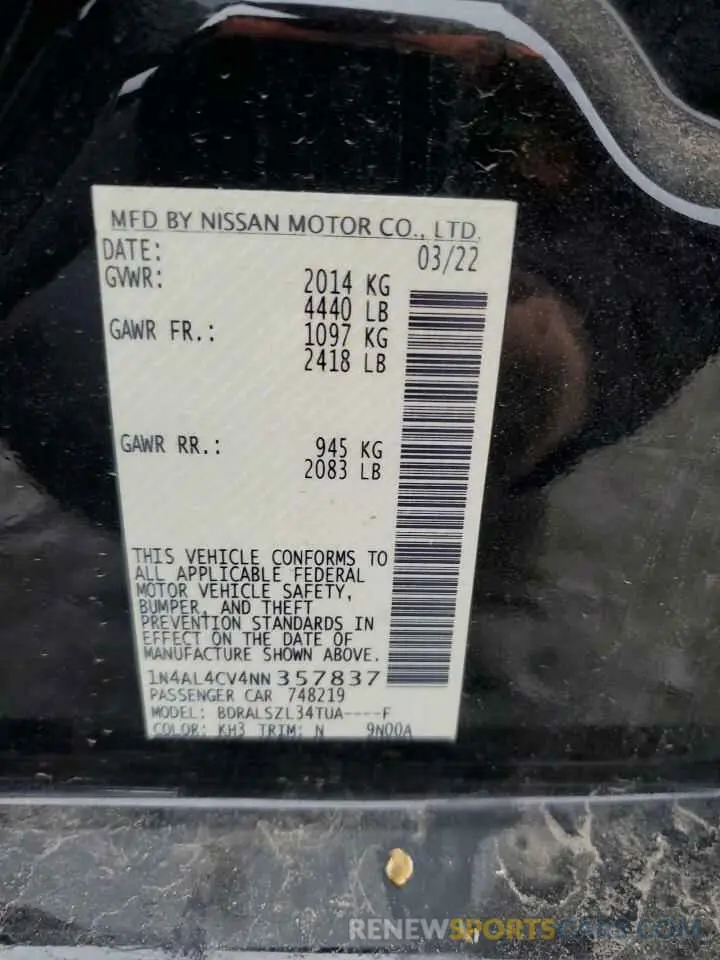 MFD BY NISSAN MOTOR CO., LTD.
DATE: 03/22
GVWR: 2014 KG
4440 LB
GAWR FR.: 1097 KG
2418 LB
GAWR RR.: 945 KG
2083 LB
THIS VEHICLE CONFORMS TO
ALL APPLICABLE FEDERAL
MOTOR VEHICLE SAFETY,
BUMPER, AND THEFT
PREVENTION STANDARDS IN
EFFECT ON THE DATE OF
MANUFACTURE SHOWN ABOVE.
1N4AL4CV4NN357837
PASSENGER CAR 748219
MODEL: BDRALSZL34TUA----F
COLOR: KH3 TRIM: N 9N00A
RENEWSPORTSCARS.COM